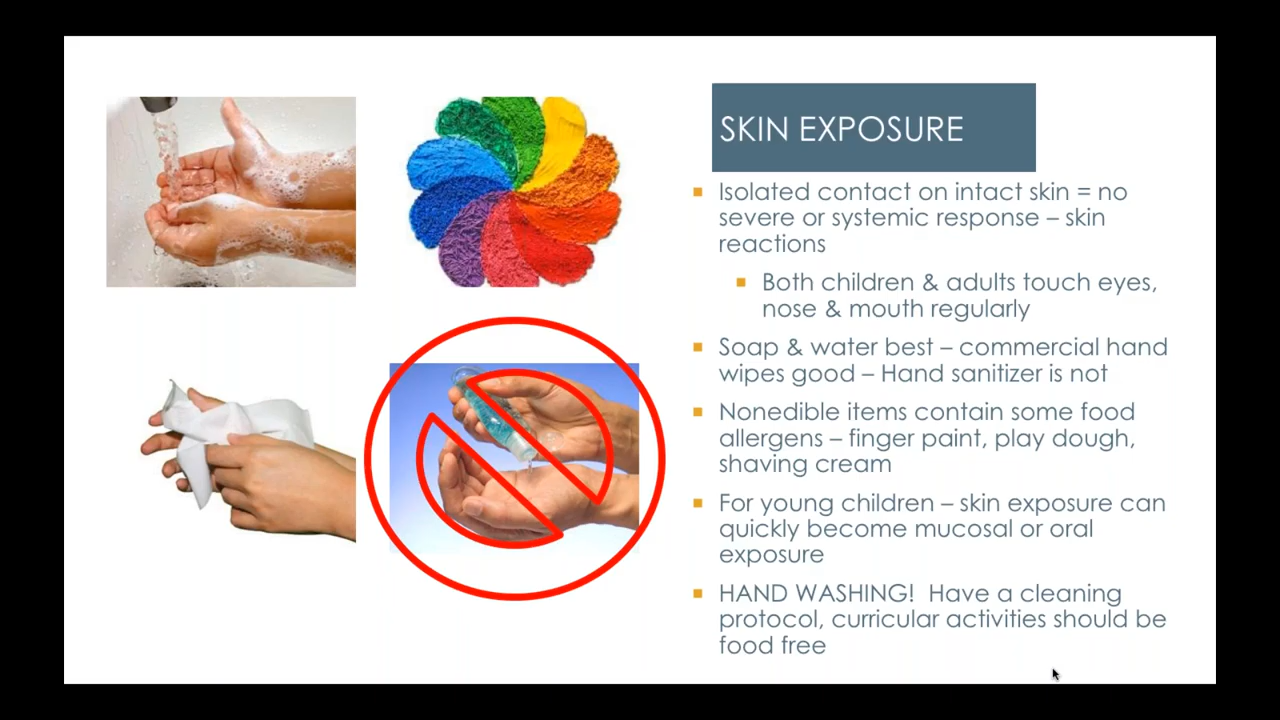 SKIN EXPOSURE
Isolated contact on intact skin = no
severe or systemic response – skin
reactions
Both children & adults touch eyes,
nose & mouth regularly
Soap & water best – commercial hand
wipes good – Hand sanitizer is not
Nonedible items contain some food
allergens – finger paint, play dough,
shaving cream
For young children – skin exposure can
quickly become mucosal or oral
exposure
HAND WASHING!  Have a cleaning
protocol, curricular activities should be
food free